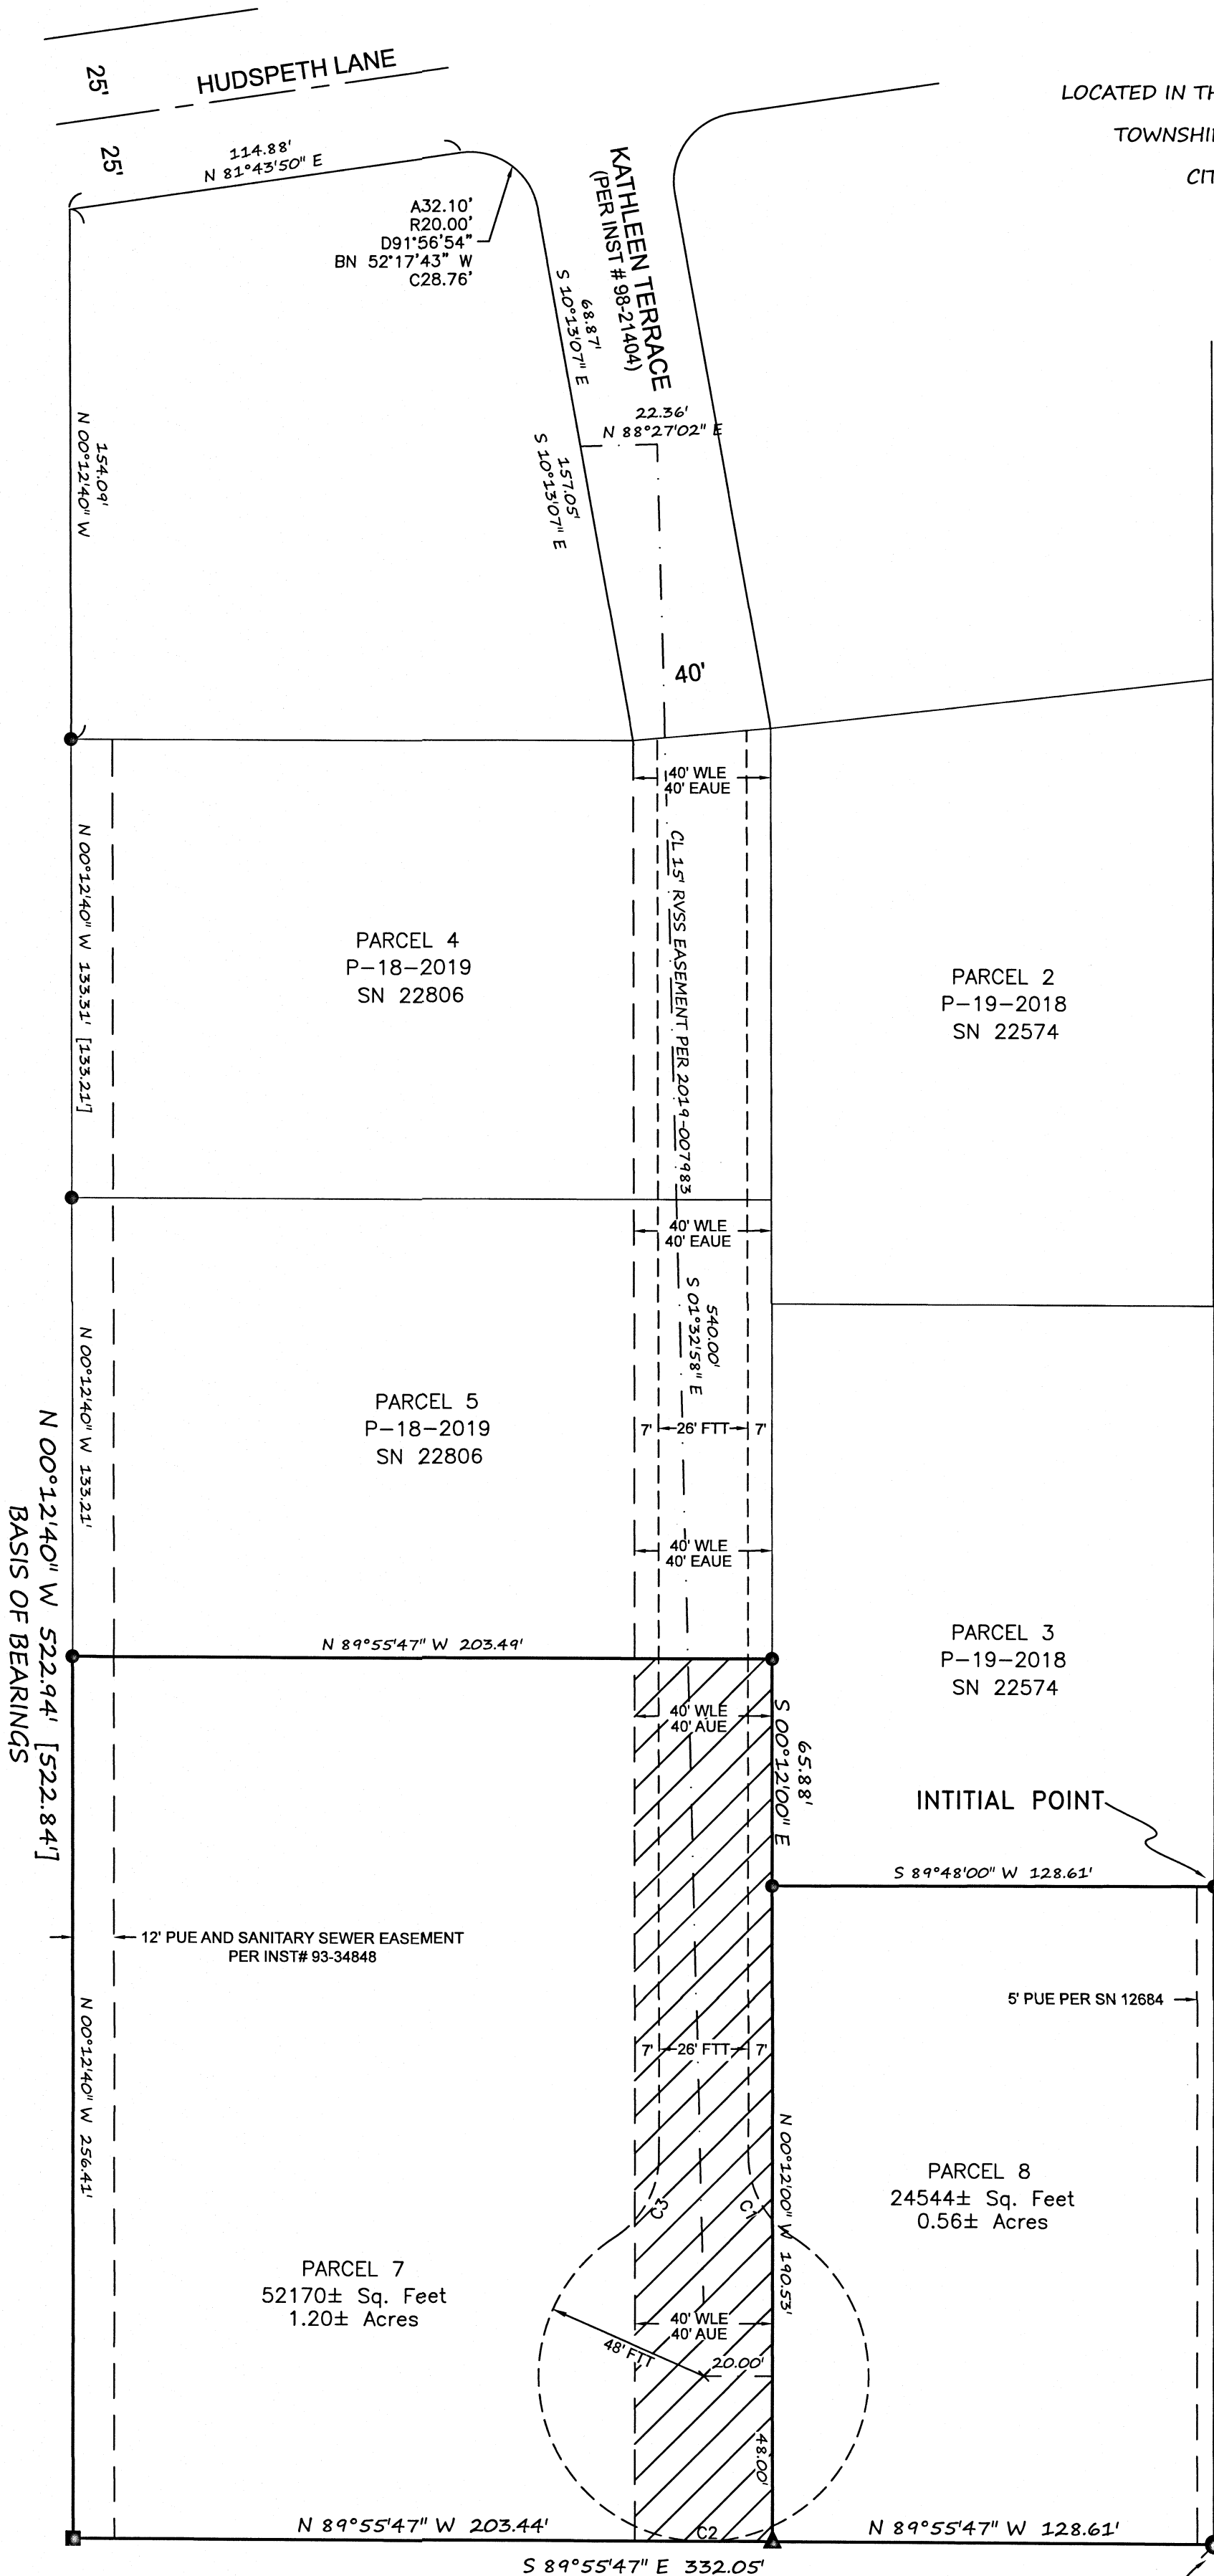 25'
HUDSPETH LANE
25'
LOCATED IN TH
TOWNSHI
CIT
114.88'
N 81°43'50" E
A32.10'
R20.00'
D91°56'54"
BN 52°17'43" W
C28.76'
KATHLEEN TERRACE
(PER INST # 98-21404)
68.87'
S 10°13'07" E
22.36'
N 88°27'02" E
157.05'
S 10°13'07" E
154.09'
N 00°12'40" W
40'
40' WLE
40' EAUE
CL 15' RVSS EASEMENT PER 2019-007983
N 00°12'40" W 133.31' [133.21']
PARCEL 4
P-18-2019
SN 22806
PARCEL 2
P-19-2018
SN 22574
40' WLE
40' EAUE
540.00'
S 01°32'58" E
N 00°12'40" W 133.21'
PARCEL 5
P-18-2019
SN 22806
7' 26' FTT 7'
N 00°12'40" W 522.94' [522.84']
BASIS OF BEARINGS
40' WLE
40' EAUE
N 89°55'47" W 203.49'
PARCEL 3
P-19-2018
SN 22574
40' WLE
40' AUE
65.88'
S 00°12'00" E
INTITIAL POINT
S 89°48'00" W 128.61'
12' PUE AND SANITARY SEWER EASEMENT
PER INST# 93-34848
5' PUE PER SN 12684
N 00°12'40" W 256.41'
7' 26' FTT 7'
N 00°12'00" W 190.53'
C3
C1
PARCEL 8
24544± Sq. Feet
0.56± Acres
PARCEL 7
52170± Sq. Feet
1.20± Acres
40' WLE
40' AUE
48' FTT
20.00'
48.00'
N 89°55'47" W 203.44'
C2
N 89°55'47" W 128.61'
S 89°55'47" E 332.05'